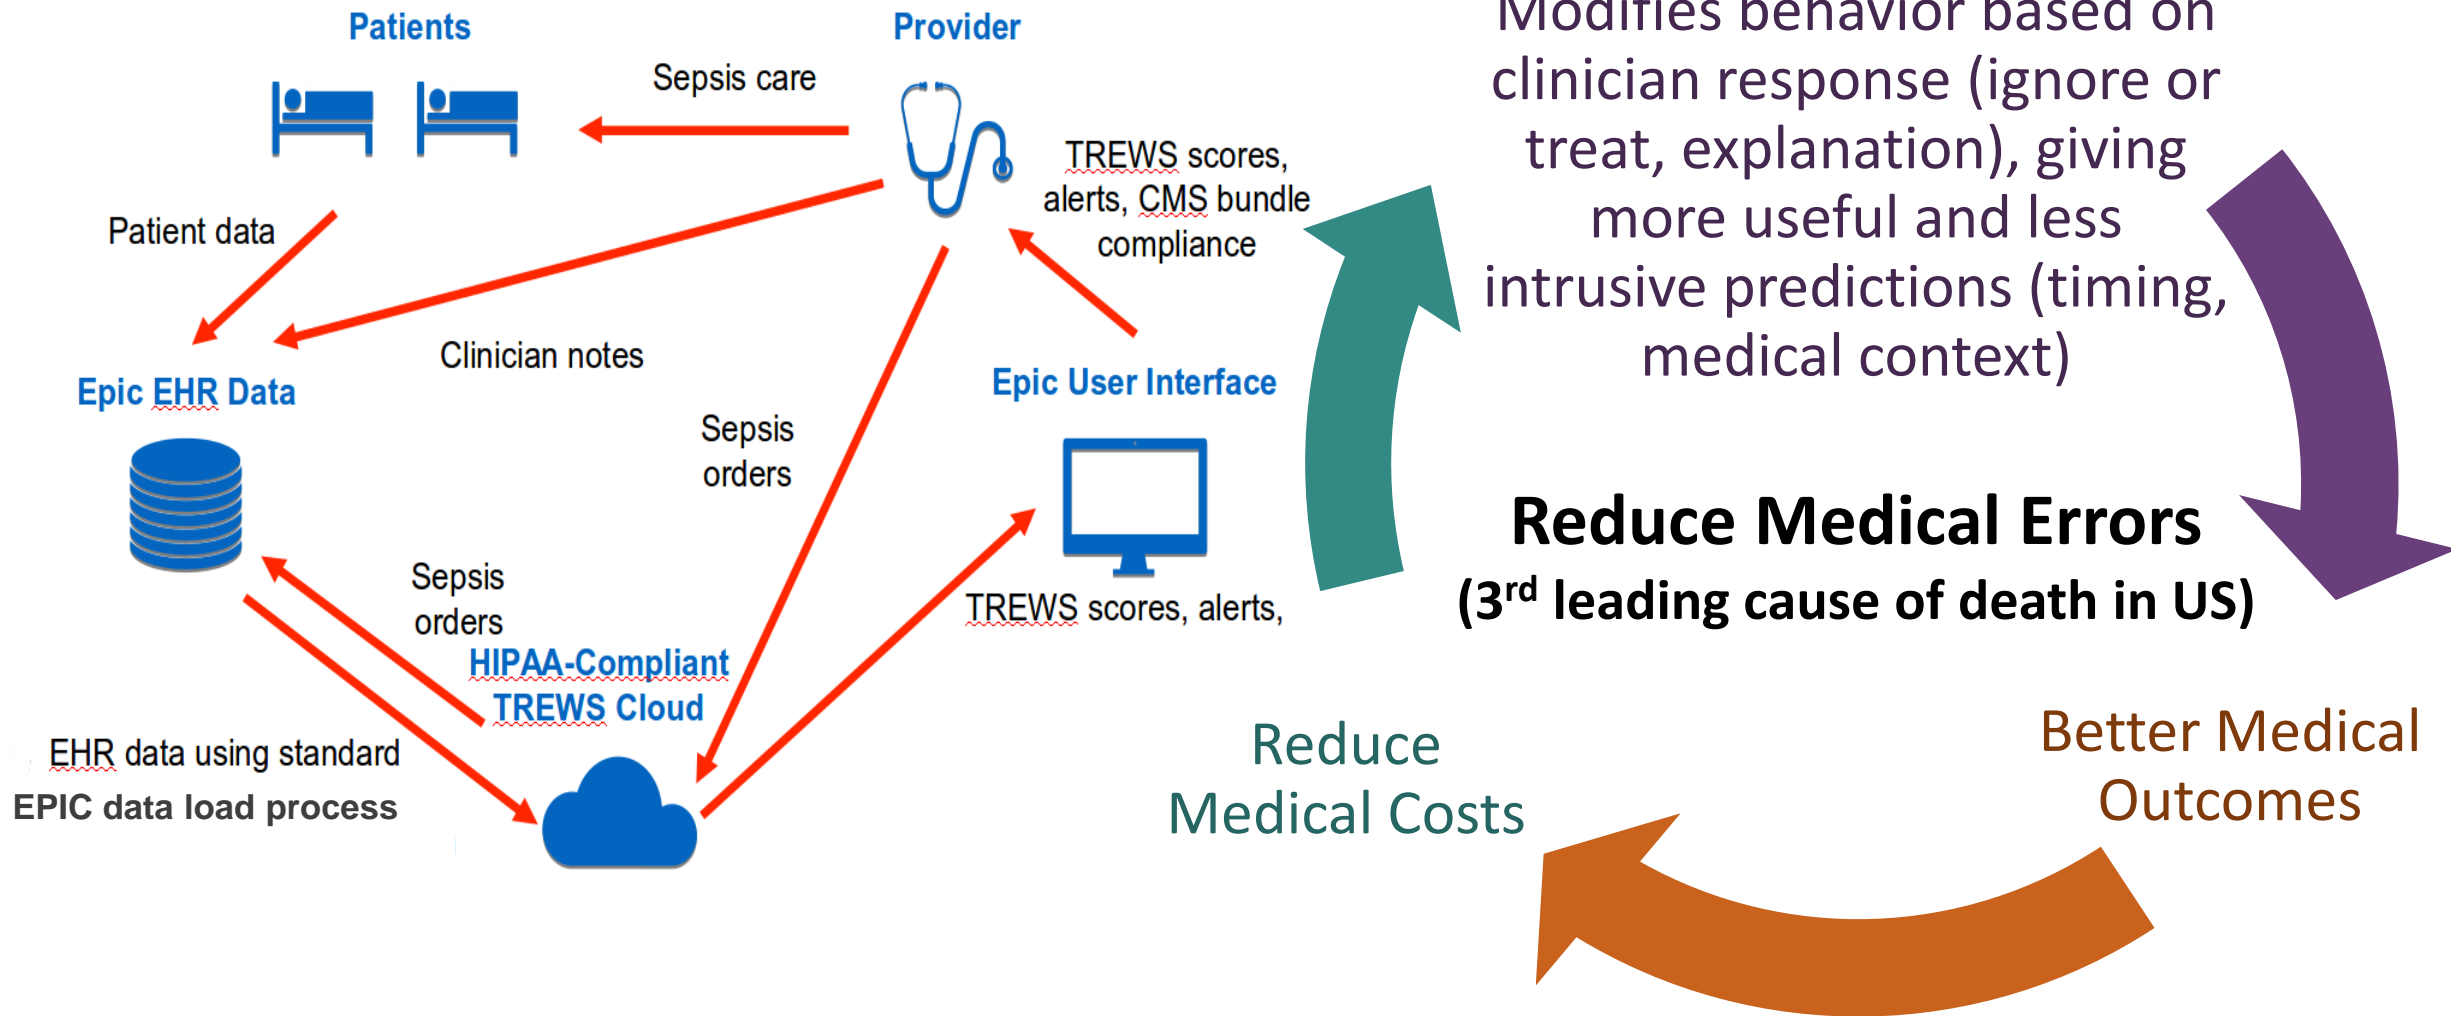 Patients
Provider
Sepsis care
TREWS scores,
alerts, CMS bundle
compliance
Patient data
Clinician notes
Epic EHR Data
Epic User Interface
Sepsis
orders
TREWS scores, alerts,
Sepsis
orders
HIPAA-Compliant
TREWS Cloud
EHR data using standard
EPIC data load process
Modifies behavior based on
clinician response (ignore or
treat, explanation), giving
more useful and less
intrusive predictions (timing,
medical context)
Reduce Medical Errors
(3rd leading cause of death in US)
Better Medical
Outcomes
Reduce
Medical Costs